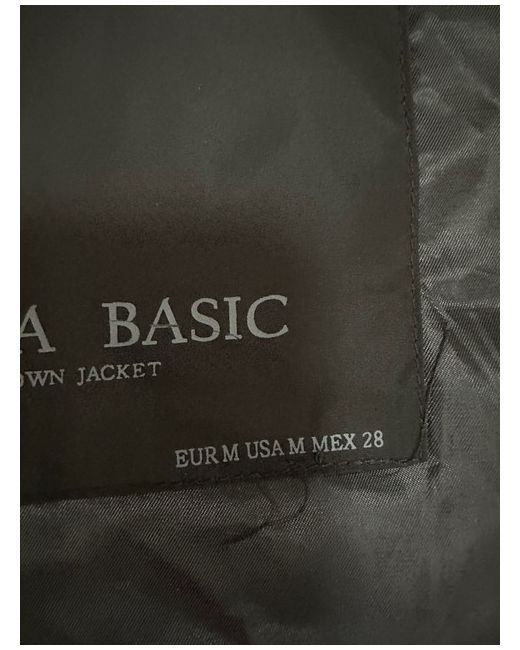 A BASIC
OWN JACKET
EUR M USA M MEX 28